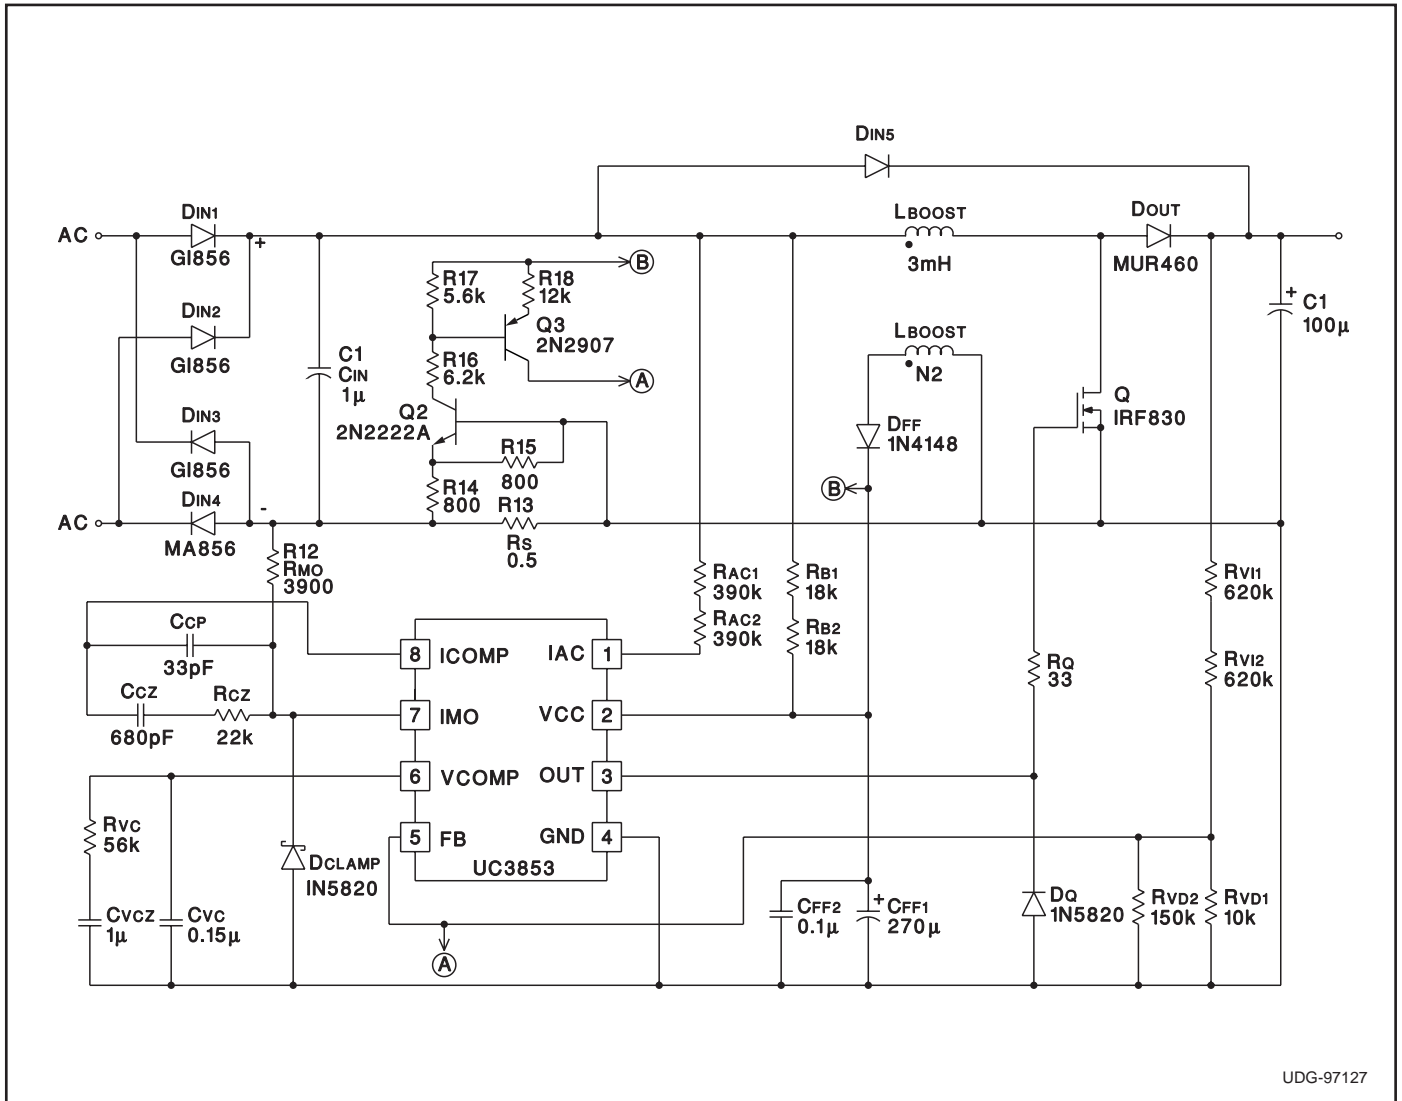 DIN5
DIN1
LBOOST
DOUT
AC
+
GI856
3mH
MUR460
B
R17
5.6k
R18
12k
+
C1
100µ
DIN2
GI856
Q3
2N2907
LBOOST
N2
C1
CIN
1µ
R16
6.2k
A
Q
IRF830
Q2
2N2222A
DIN3
GI856
DFF
1N4148
R15
800
R14
800
B
DIN4
-
R13
AC
MA856
RS
0.5
R12
RMO
3900
RAC1
390k
RB1
18k
RVI1
620k
CCP
33pF
RAC2
390k
RB2
18k
8 ICOMP
IAC 1
RQ
33
RVI2
620k
CCZ
680pF
RCZ
22k
7 IMO
VCC 2
6 VCOMP
OUT 3
RVC
56k
5 FB
GND 4
DCLAMP
IN5820
UC3853
CVCZ
1µ
CVC
0.15µ
CFF2
0.1µ
+
CFF1
270µ
DQ
1N5820
RVD2
150k
RVD1
10k
A
UDG-97127